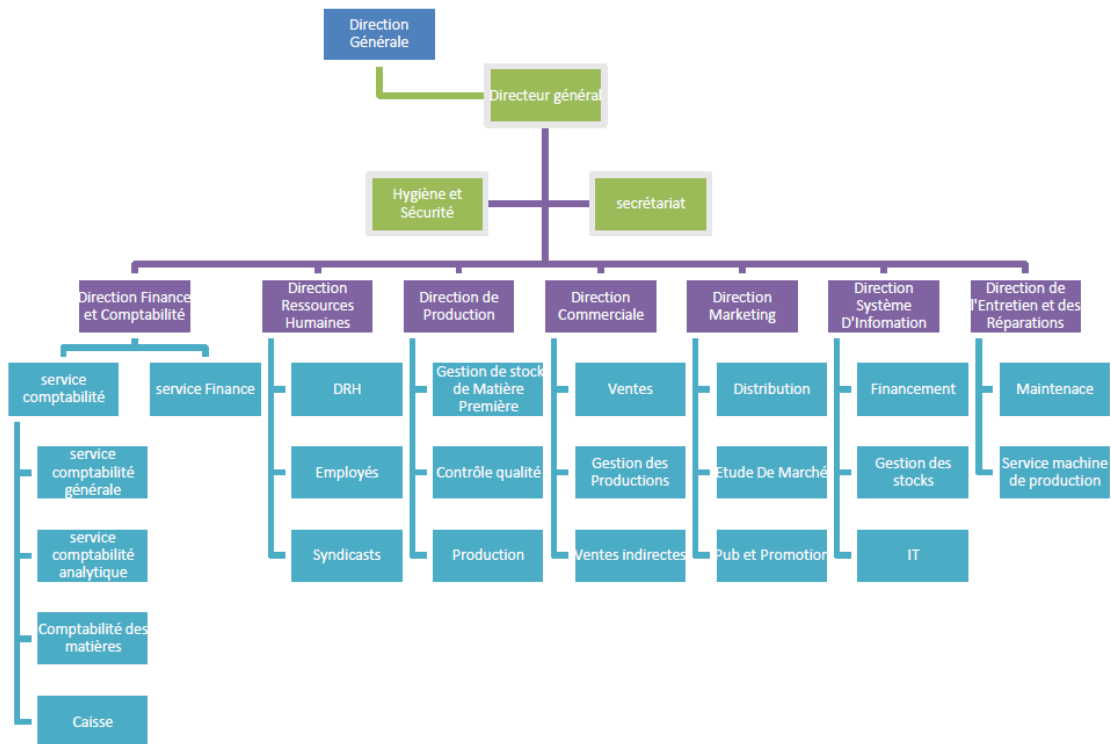 Direction
Générale
Directeur général
Hygiène et
Sécurité
secrétariat
Direction Finance
et Comptabilité
Direction
Ressources
Humaines
Direction de
Production
Direction
Commerciale
Direction
Marketing
Direction
Système
D'Infomation
Direction de
l'Entretien et des
Réparations
service
comptabilité
service Finance
DRH
Gestion de stock
de Matière
Première
Ventes
Distribution
Financement
Maintenace
service
comptabilité
générale
Employés
Contrôle qualité
Gestion des
Productions
Etude De Marché
Gestion des
stocks
Service machine
de production
service
comptabilité
analytique
Syndicasts
Production
Ventes indirectes
Pub et Promotion
IT
Comptabilité des
matières
Caisse